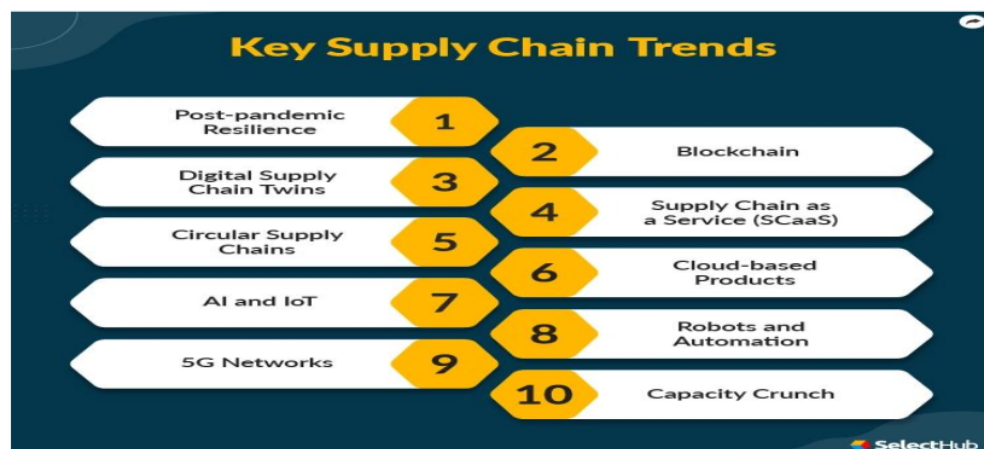 Key Supply Chain Trends
Post-pandemic
Resilience
1
2
Blockchain
Digital Supply
Chain Twins
3
4
Supply Chain as
a Service (SCaaS)
Circular Supply
Chains
5
6
Cloud-based
Products
AI and IoT
7
8
Robots and
Automation
5G Networks
9
10
Capacity Crunch
SelectHub